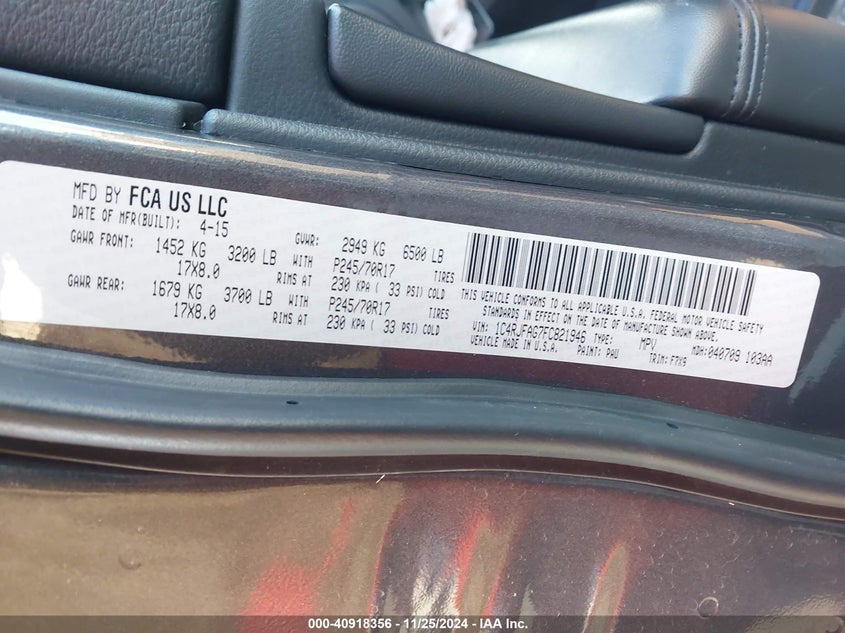 MFD BY FCA US LLC
DATE OF MFR(BUILT): 4-15
GVWR: 2949 KG 6500 LB
GAWR FRONT: 1452 KG 3200 LB WITH P245/70R17 TIRES
17X8.0 RIMS AT 230 KPA ( 33 PSI) COLD
GAWR REAR: 1679 KG 3700 LB WITH P245/70R17 TIRES
17X8.0 RIMS AT 230 KPA ( 33 PSI) COLD
THIS VEHICLE CONFORMS TO ALL APPLICABLE U.S.A. FEDERAL MOTOR VEHICLE SAFETY
STANDARDS IN EFFECT ON THE DATE OF MANUFACTURE SHOWN ABOVE.
VIN: 1C4RJFAG7FC821946 TYPE: MPV MDH:040709 103AA
VEHICLE MADE IN U.S.A. PAINT: PAU TRIM: F7X9
000-40918356 - 11/25/2024 - IAA Inc.